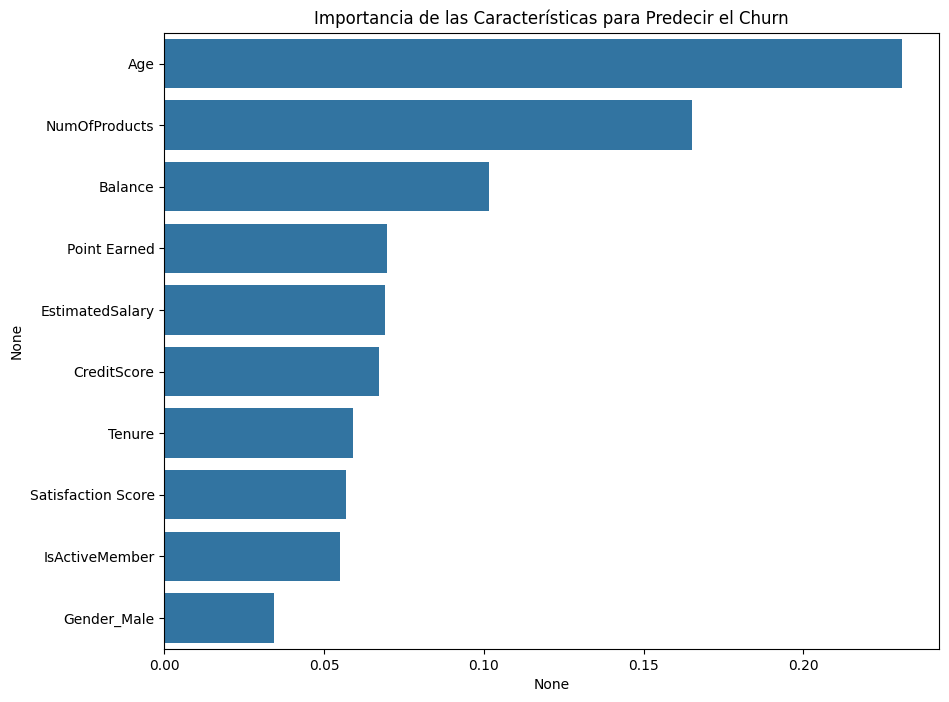 Importancia de las Características para Predecir el Churn
Age
NumOfProducts
Balance
Point Earned
EstimatedSalary
CreditScore
Tenure
Satisfaction Score
IsActiveMember
Gender_Male
None
0.00 0.05 0.10 0.15 0.20
None